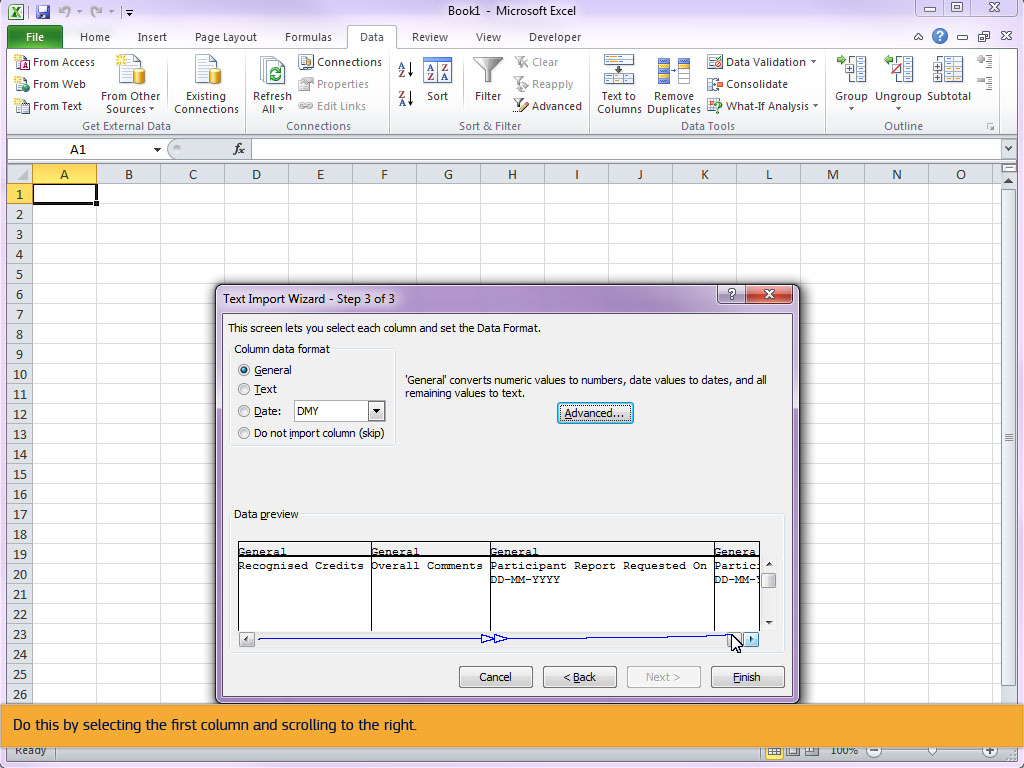 Book1 - Microsoft Excel
File Home Insert Page Layout Formulas Data Review View Developer
From Access
From Web
From Text
From Other
Sources
Existing
Connections
Get External Data
Refresh
All
Connections
Properties
Edit Links
Connections
Sort
Filter
Clear
Reapply
Advanced
Sort & Filter
Text to
Columns
Remove
Duplicates
Data Validation
Consolidate
What-If Analysis
Data Tools
Group
Ungroup
Subtotal
Outline
A1 fx
A B C D E F G H I J K L M N O
1
2
3
4
5
6
7
8
9
10
11
12
13
14
15
16
17
18
19
20
21
22
23
24
25
26
Text Import Wizard - Step 3 of 3
This screen lets you select each column and set the Data Format.
Column data format
General
Text
Date: DMY
Do not import column (skip)
'General' converts numeric values to numbers, date values to dates, and all
remaining values to text.
Advanced...
Data preview
General General General Genera
Recognised Credits Overall Comments Participant Report Requested On Partic
DD-MM-YYYY DD-MM-Y
Cancel < Back Next > Finish
Do this by selecting the first column and scrolling to the right.
Ready 100%